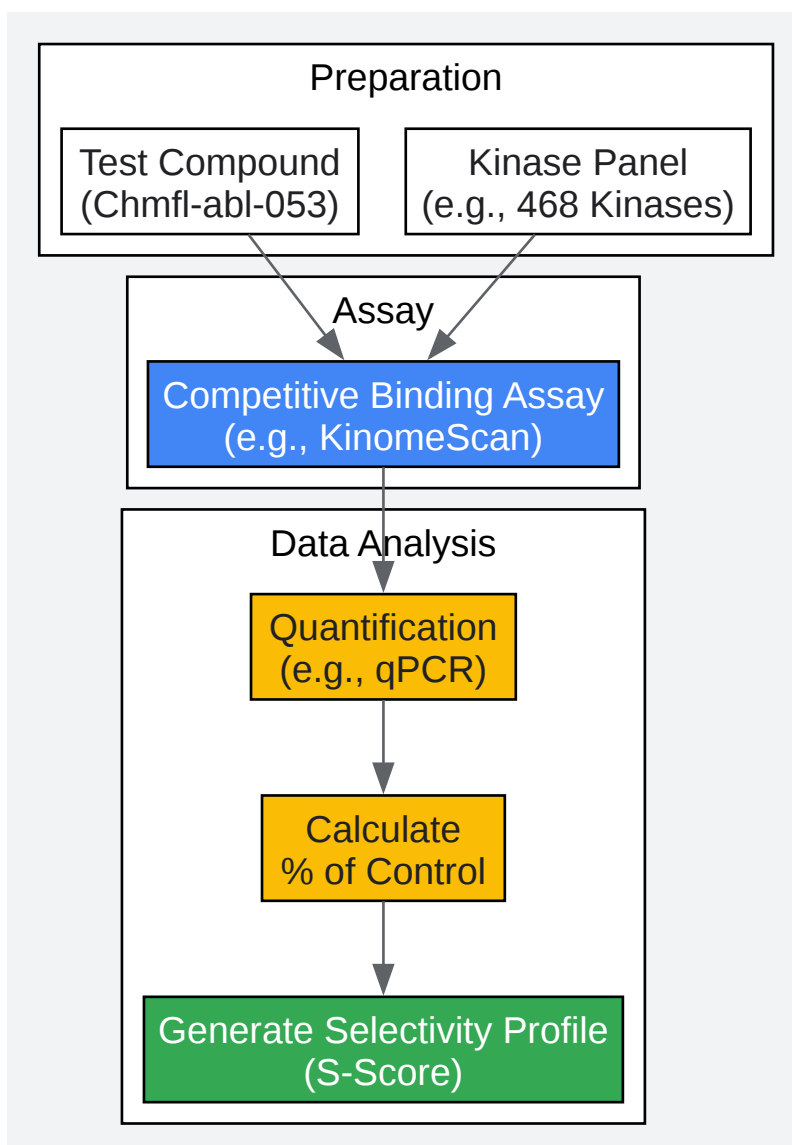 Preparation
Test Compound
(Chmfl-abl-053)
Kinase Panel
(e.g., 468 Kinases)
Assay
Competitive Binding Assay
(e.g., KinomeScan)
Data Analysis
Quantification
(e.g., qPCR)
Calculate
% of Control
Generate Selectivity Profile
(S-Score)